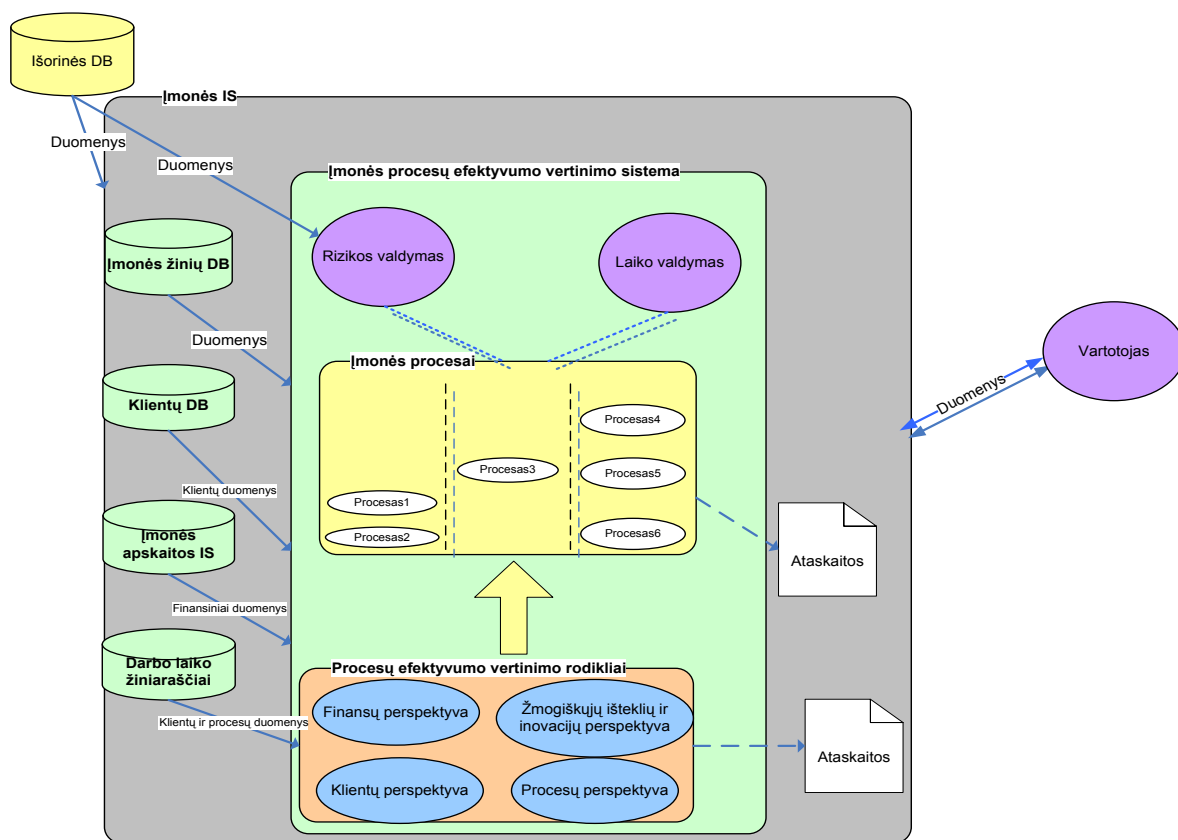 Išorinės DB
Įmonės IS
Duomenys
Duomenys
Įmonės procesų efektyvumo vertinimo sistema
Rizikos valdymas
Laiko valdymas
Įmonės žinių DB
Duomenys
Įmonės procesai
Vartotojas
Duomenys
Klientų DB
Procesas4
Procesas3
Procesas5
Klientų duomenys
Procesas1
Procesas2
Procesas6
Įmonės
apskaitos IS
Ataskaitos
Finansiniai duomenys
Darbo laiko
žiniaraščiai
Procesų efektyvumo vertinimo rodikliai
Klientų ir procesų duomenys
Finansų perspektyva
Žmogiškųjų išteklių ir
inovacijų perspektyva
Ataskaitos
Klientų perspektyva
Procesų perspektyva